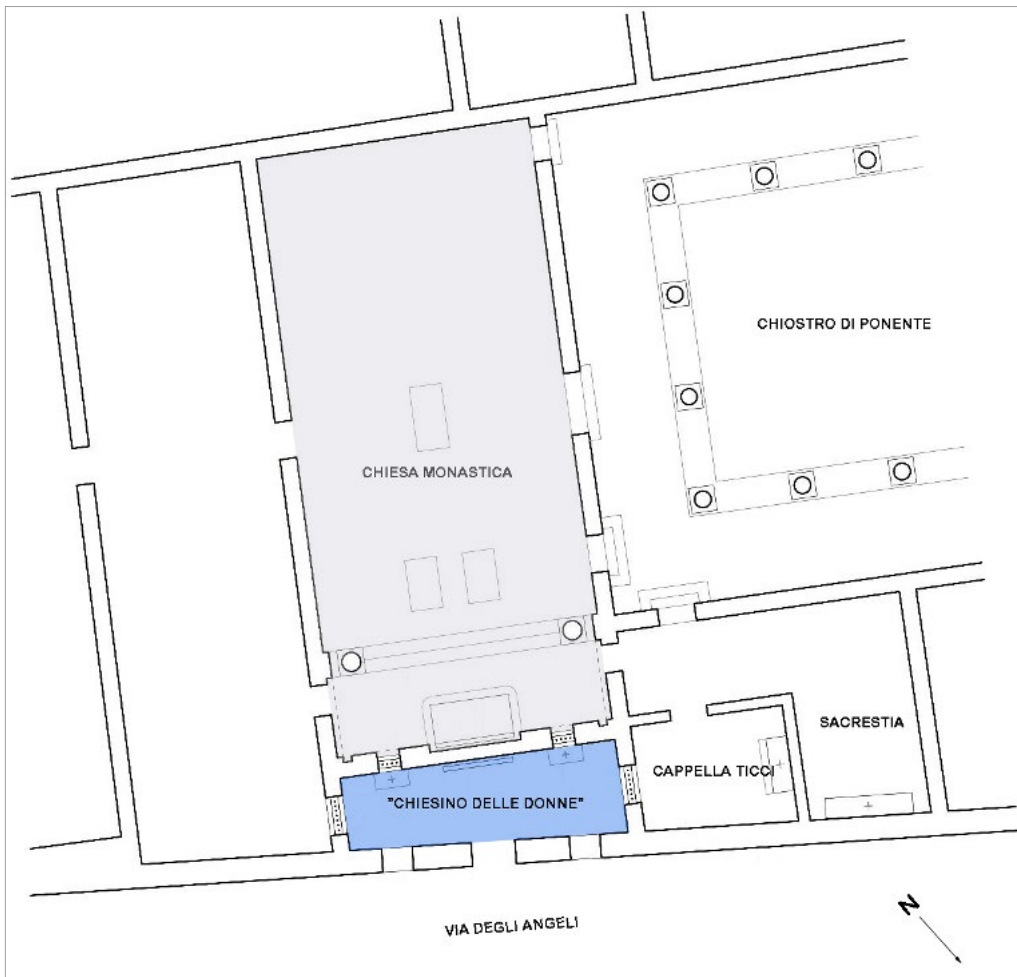 CHIOSTRO DI PONENTE
CHIESA MONASTICA
SACRESTIA
CAPPELLA TICCI
"CHIESINO DELLE DONNE"
VIA DEGLI ANGELI
N